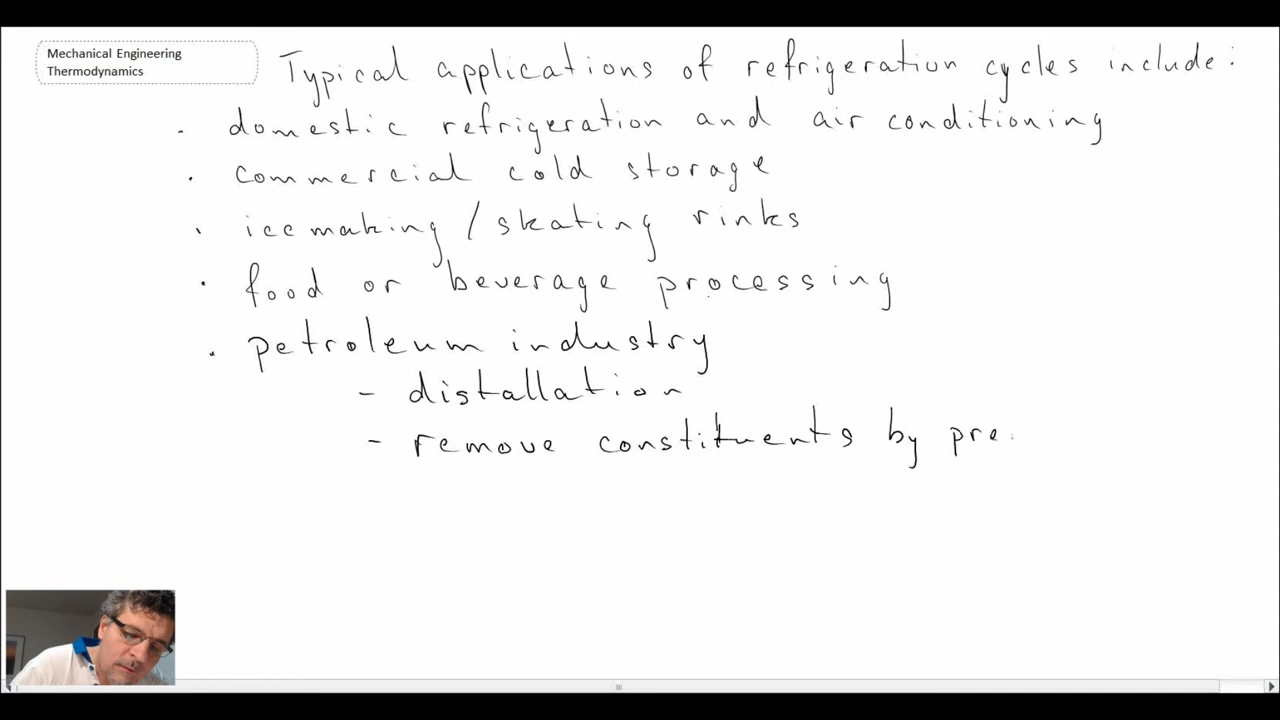 Mechanical Engineering
Thermodynamics
Typical applications of refrigeration cycles include:
· domestic refrigeration and air conditioning
· commercial cold storage
· icemaking / skating rinks
· food or beverage processing
· petroleum industry
- distallation
- remove constituents by pre